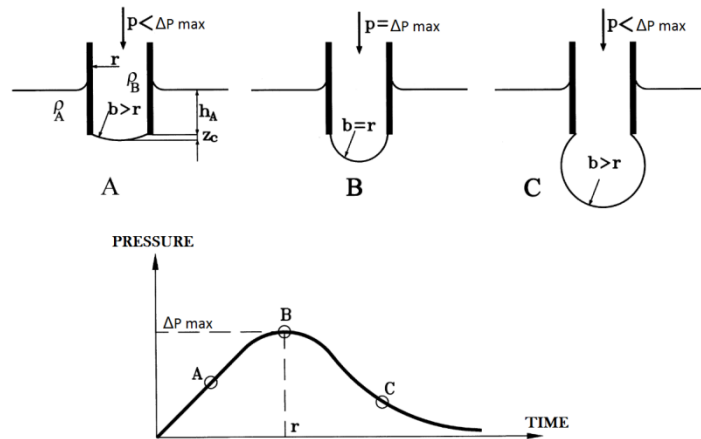 p< ΔP max
r
ρB
ρA
b>r
hA
zc
A
p= ΔP max
b=r
B
p< ΔP max
b>r
C
PRESSURE
ΔP max
B
A
C
r
TIME